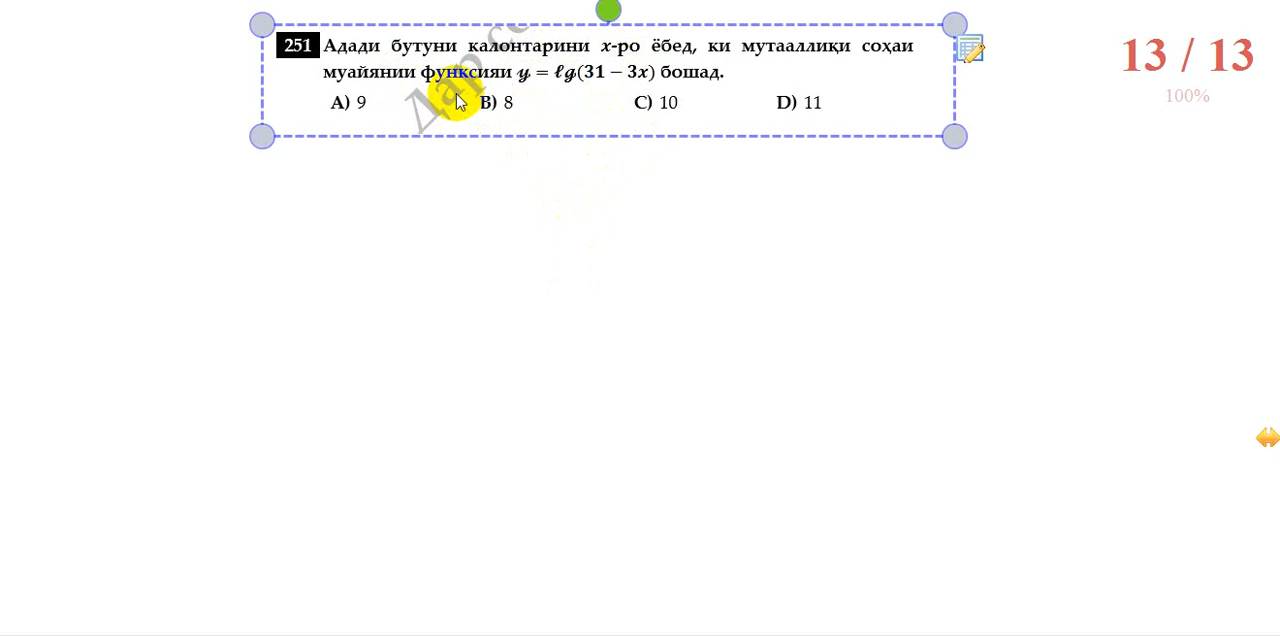 251 Адади бутуни калонтарини x-ро ёбед, ки мутааллиқи соҳаи
муайянии функсияи y = ℓg(31 − 3x) бошад.
A) 9 B) 8 C) 10 D) 11
13 / 13
100%